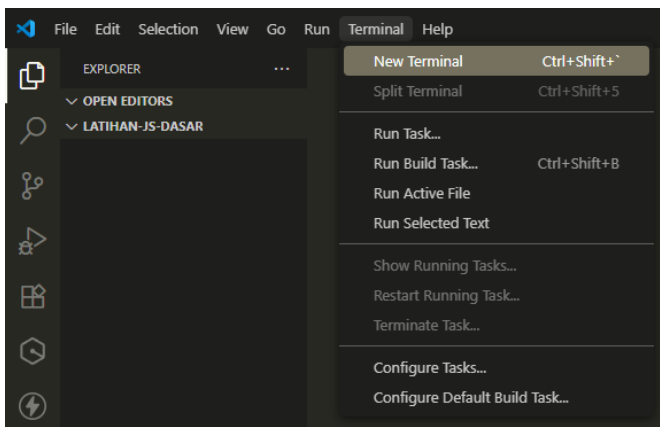 File Edit Selection View Go Run Terminal Help
EXPLORER ...
OPEN EDITORS
LATIHAN-JS-DASAR
New Terminal Ctrl+Shift+`
Split Terminal Ctrl+Shift+5
Run Task...
Run Build Task... Ctrl+Shift+B
Run Active File
Run Selected Text
Show Running Tasks...
Restart Running Task...
Terminate Task...
Configure Tasks...
Configure Default Build Task...